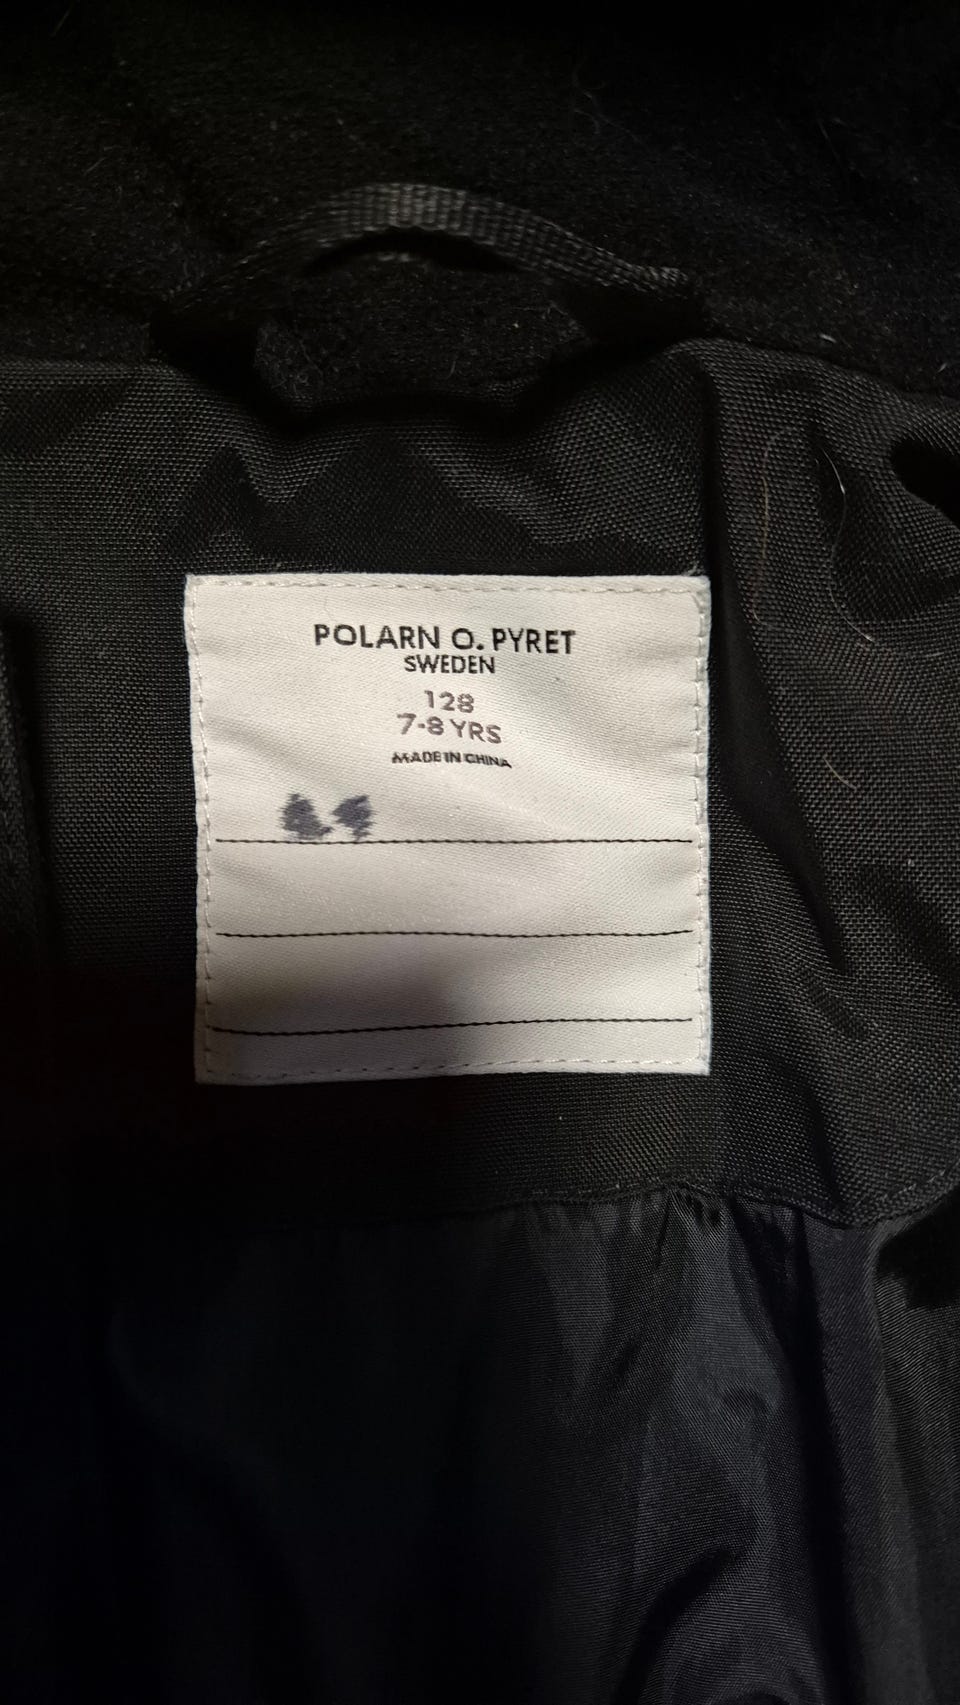 POLARN O. PYRET
SWEDEN
128
7-8 YRS
MADE IN CHINA